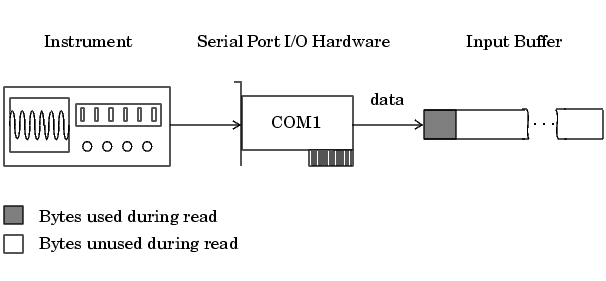 Instrument
Serial Port I/O Hardware
Input Buffer
data
COM1
Bytes used during read
Bytes unused during read